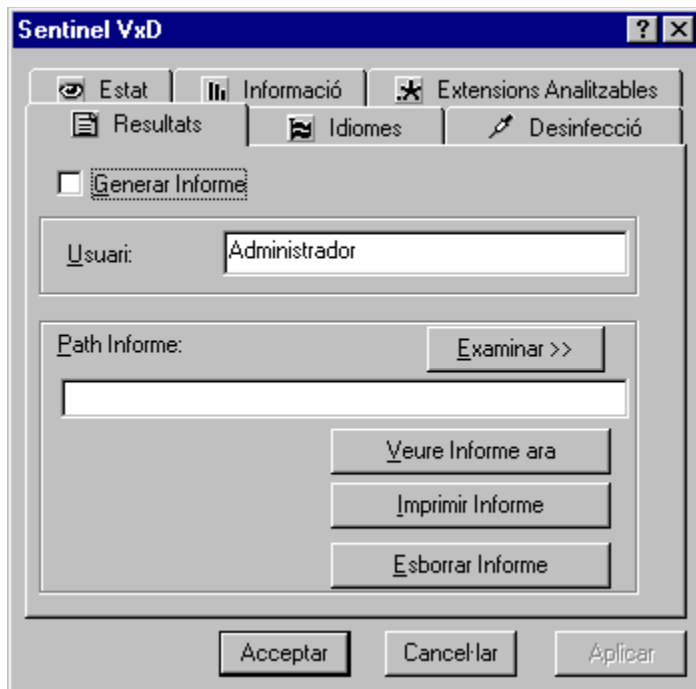 Sentinel VxD
Estat
Informació
Extensions Analitzables
Resultats
Idiomes
Desinfecció
Generar Informe
Usuari:
Administrador
Path Informe:
Examinar >>
Veure Informe ara
Imprimir Informe
Esborrar Informe
Acceptar
Cancel·lar
Aplicar